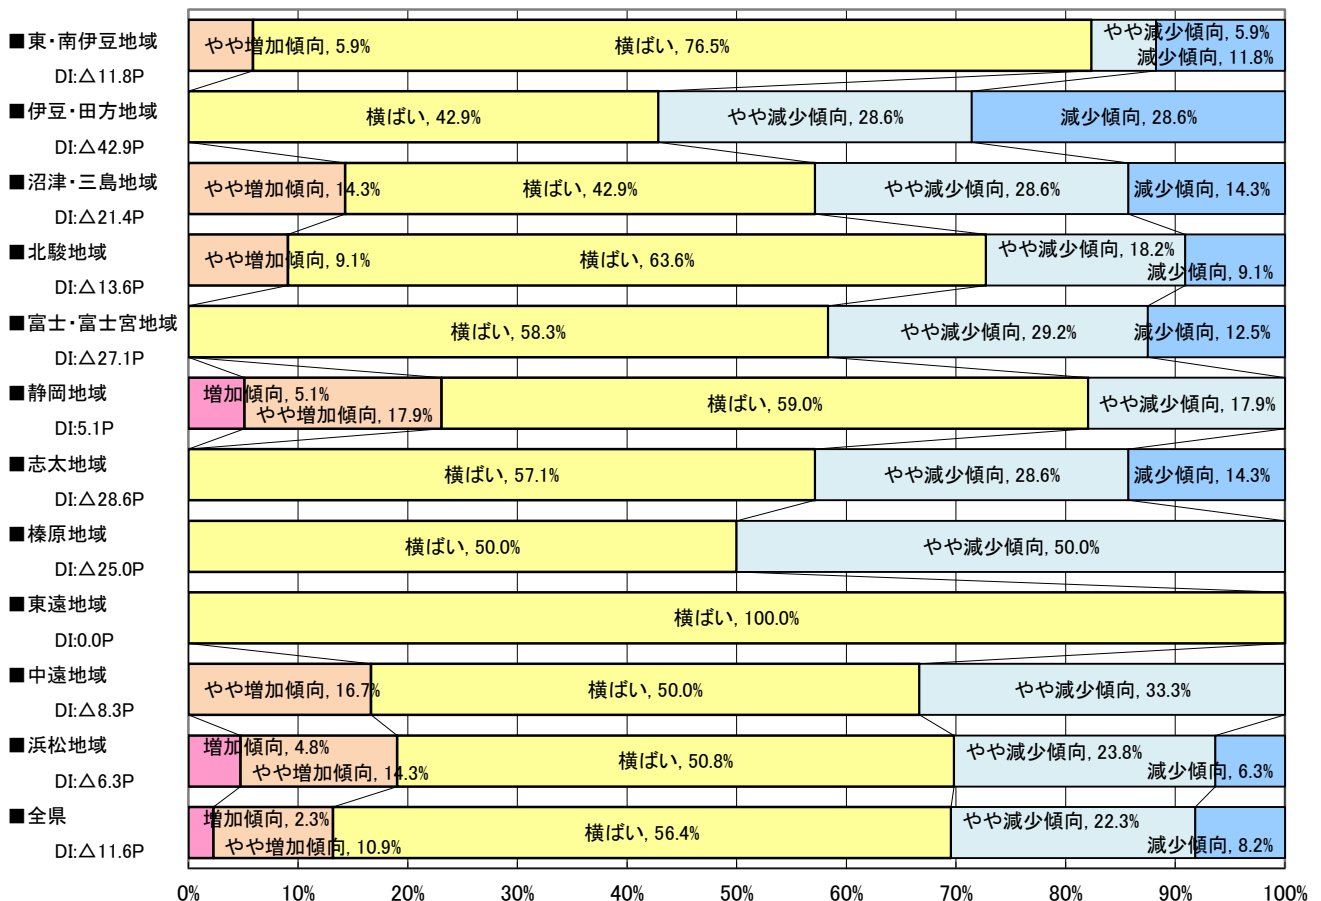 ■東・南伊豆地域
DI:△11.8P
やや増加傾向, 5.9%
横ばい, 76.5%
やや減少傾向, 5.9%
減少傾向, 11.8%
■伊豆・田方地域
DI:△42.9P
横ばい, 42.9%
やや減少傾向, 28.6%
減少傾向, 28.6%
■沼津・三島地域
DI:△21.4P
やや増加傾向, 14.3%
横ばい, 42.9%
やや減少傾向, 28.6%
減少傾向, 14.3%
■北駿地域
DI:△13.6P
やや増加傾向, 9.1%
横ばい, 63.6%
やや減少傾向, 18.2%
減少傾向, 9.1%
■富士・富士宮地域
DI:△27.1P
横ばい, 58.3%
やや減少傾向, 29.2%
減少傾向, 12.5%
■静岡地域
DI:5.1P
増加傾向, 5.1%
やや増加傾向, 17.9%
横ばい, 59.0%
やや減少傾向, 17.9%
■志太地域
DI:△28.6P
横ばい, 57.1%
やや減少傾向, 28.6%
減少傾向, 14.3%
■榛原地域
DI:△25.0P
横ばい, 50.0%
やや減少傾向, 50.0%
■東遠地域
DI:0.0P
横ばい, 100.0%
■中遠地域
DI:△8.3P
やや増加傾向, 16.7%
横ばい, 50.0%
やや減少傾向, 33.3%
■浜松地域
DI:△6.3P
増加傾向, 4.8%
やや増加傾向, 14.3%
横ばい, 50.8%
やや減少傾向, 23.8%
減少傾向, 6.3%
■全県
DI:△11.6P
増加傾向, 2.3%
やや増加傾向, 10.9%
横ばい, 56.4%
やや減少傾向, 22.3%
減少傾向, 8.2%
0% 10% 20% 30% 40% 50% 60% 70% 80% 90% 100%